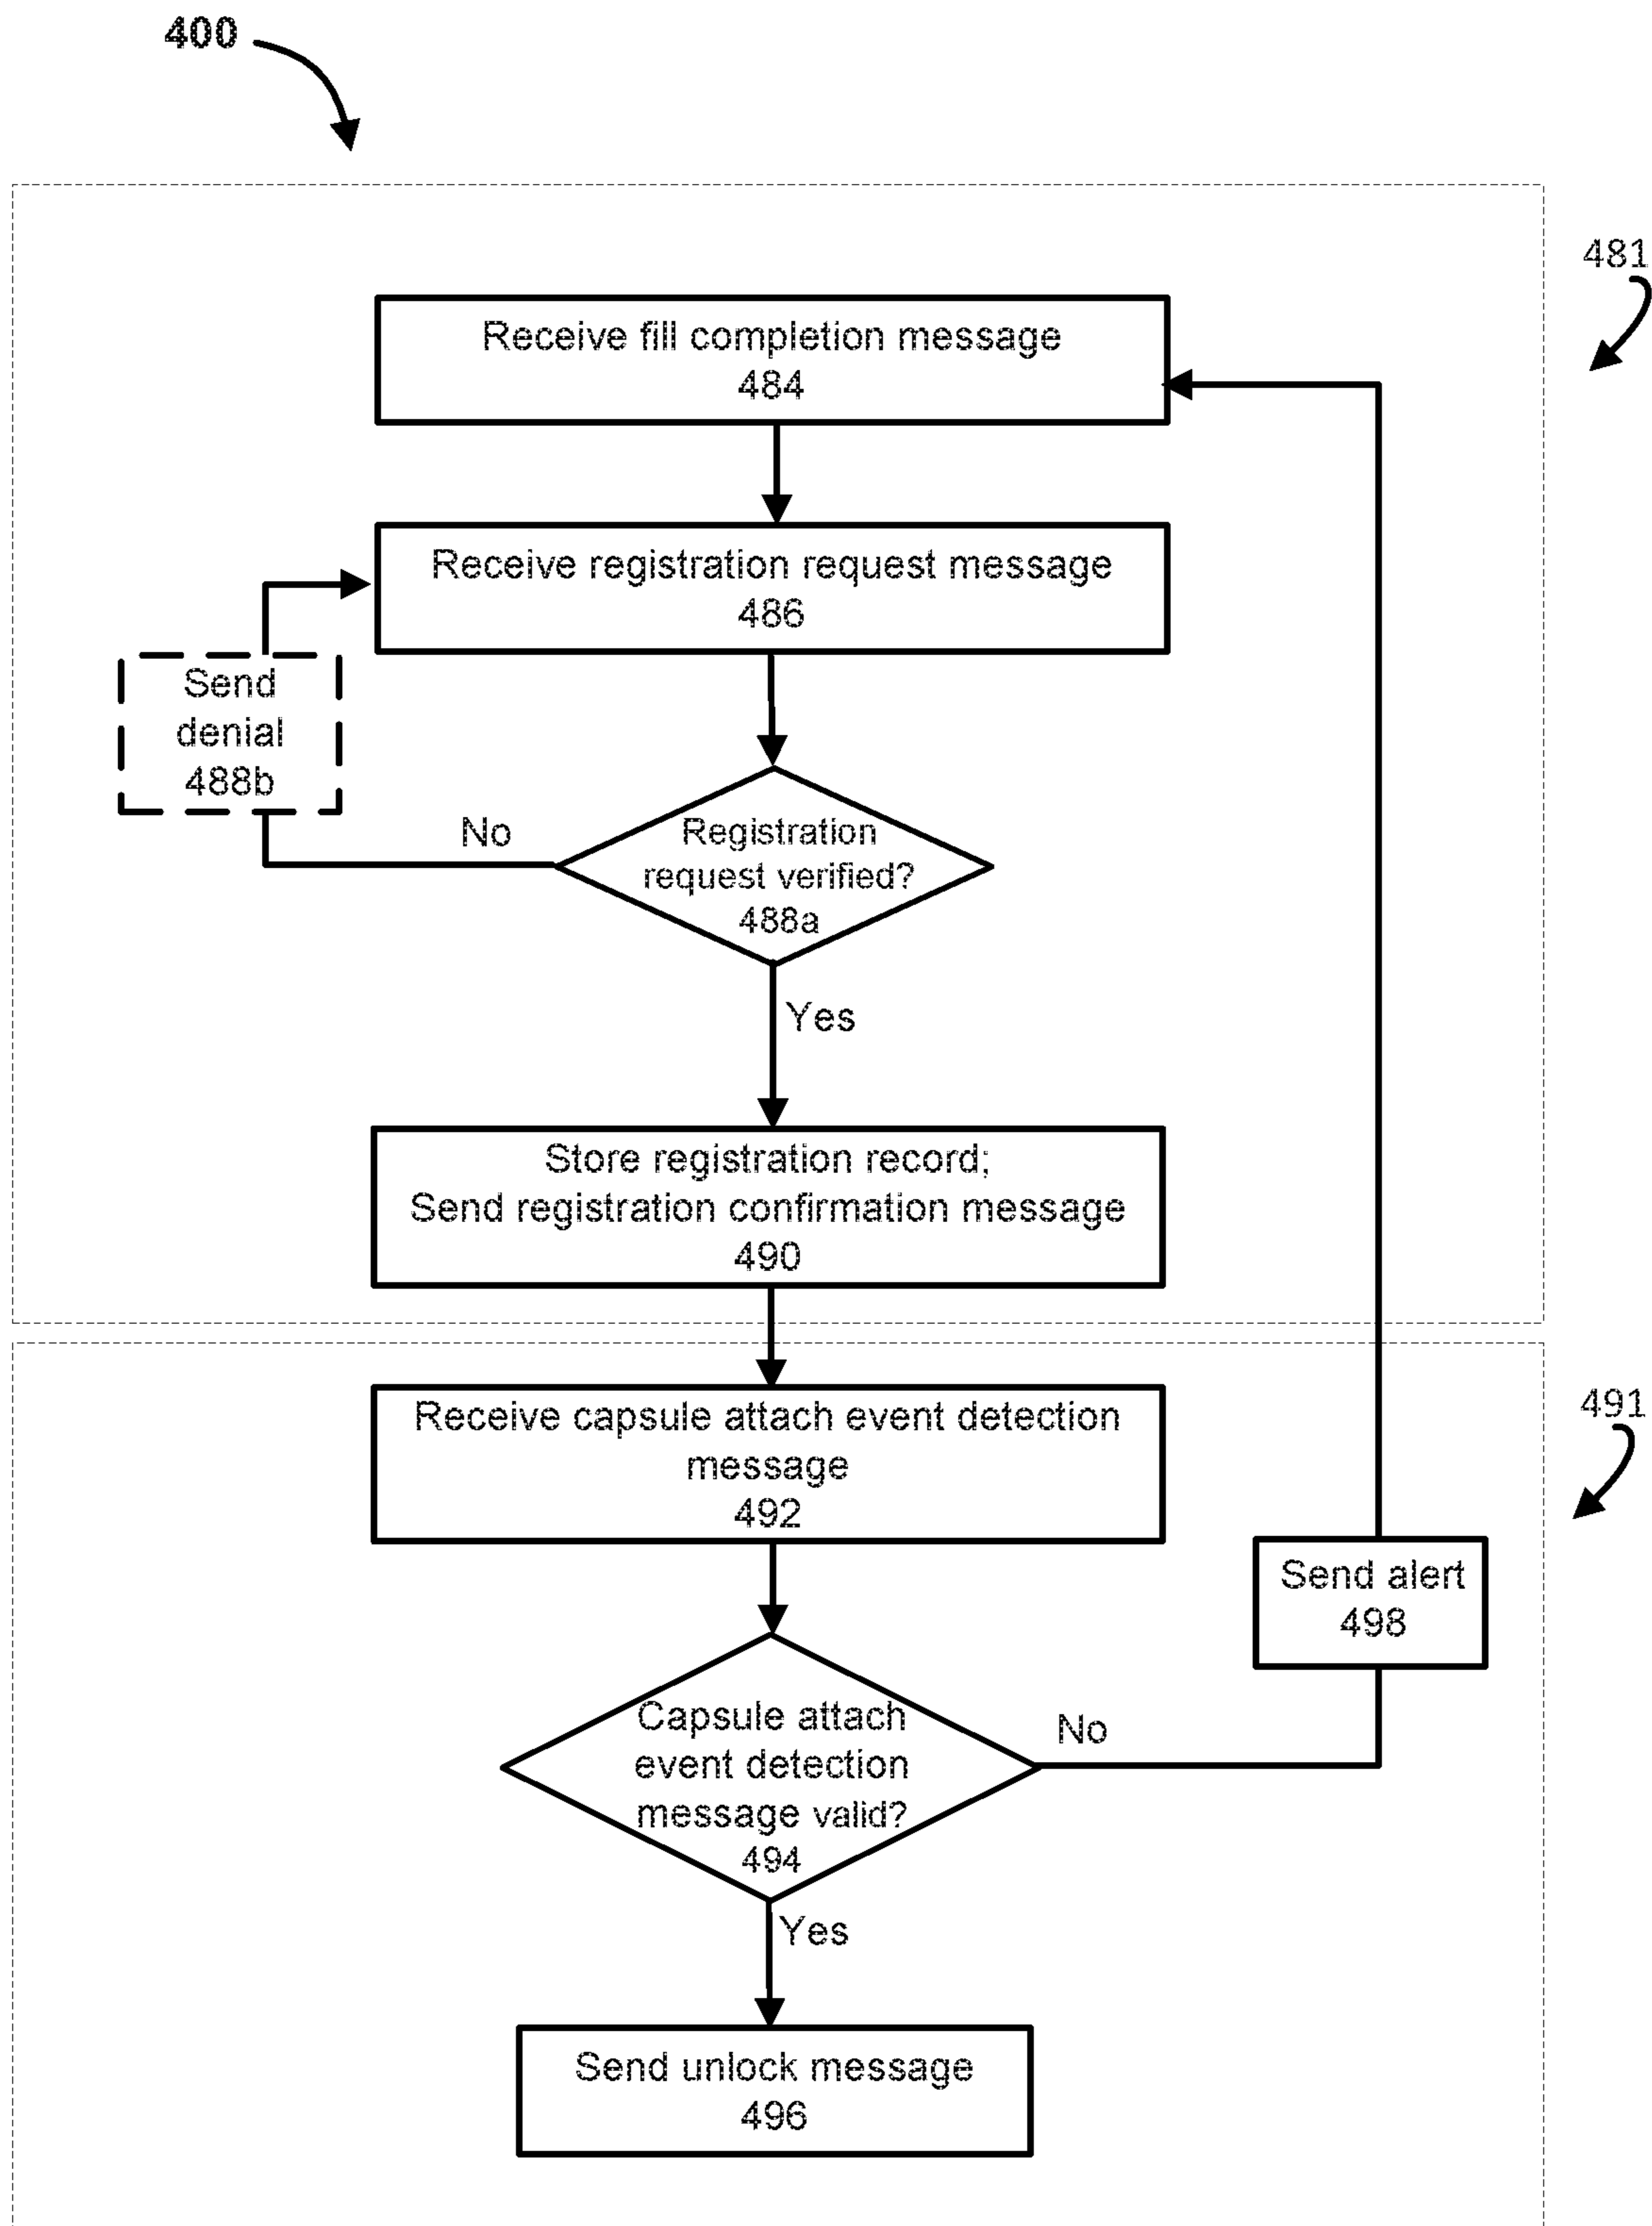 400
481
Receive fill completion message
484
Receive registration request message
486
Send
denial
488b
No
Registration
request verified?
488a
Yes
Store registration record;
Send registration confirmation message
490
491
Receive capsule attach event detection
message
492
Send alert
498
Capsule attach
event detection
message valid?
494
No
Yes
Send unlock message
496